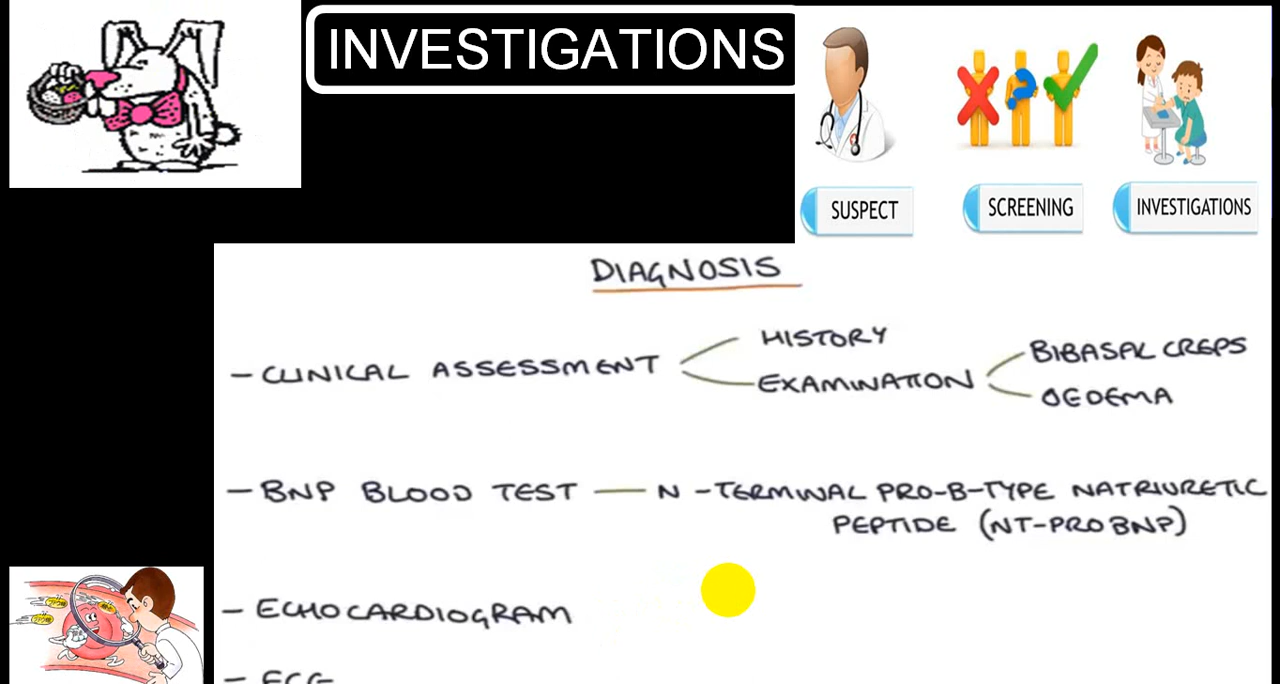 INVESTIGATIONS
SUSPECT
SCREENING
INVESTIGATIONS
DIAGNOSIS
- CLINICAL ASSESSMENT
HISTORY
EXAMINATION
BIBASAL CREPS
OEDEMA
- BNP BLOOD TEST — N-TERMINAL PRO-B-TYPE NATRIURETIC
PEPTIDE (NT-PROBNP)
- ECHOCARDIOGRAM
- ECG